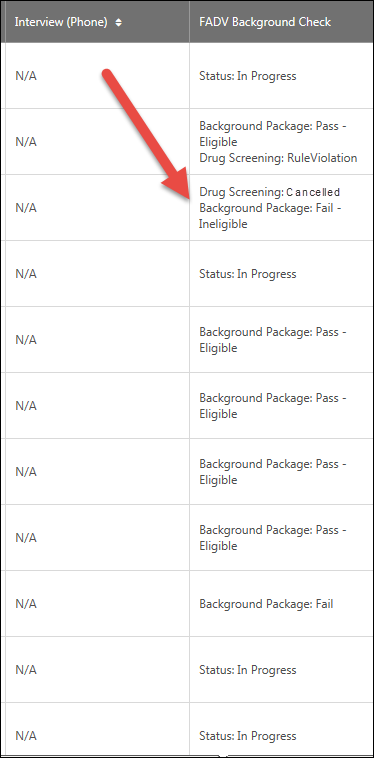 Interview (Phone) FADV Background Check
N/A Status: In Progress
Background Package: Pass -
N/A Eligible
Drug Screening: RuleViolation
Drug Screening: Cancelled
N/A Background Package: Fail -
Ineligible
N/A Status: In Progress
N/A Background Package: Pass -
Eligible
N/A Background Package: Pass -
Eligible
N/A Background Package: Pass -
Eligible
N/A Background Package: Pass -
Eligible
N/A Background Package: Fail
N/A Status: In Progress
N/A Status: In Progress